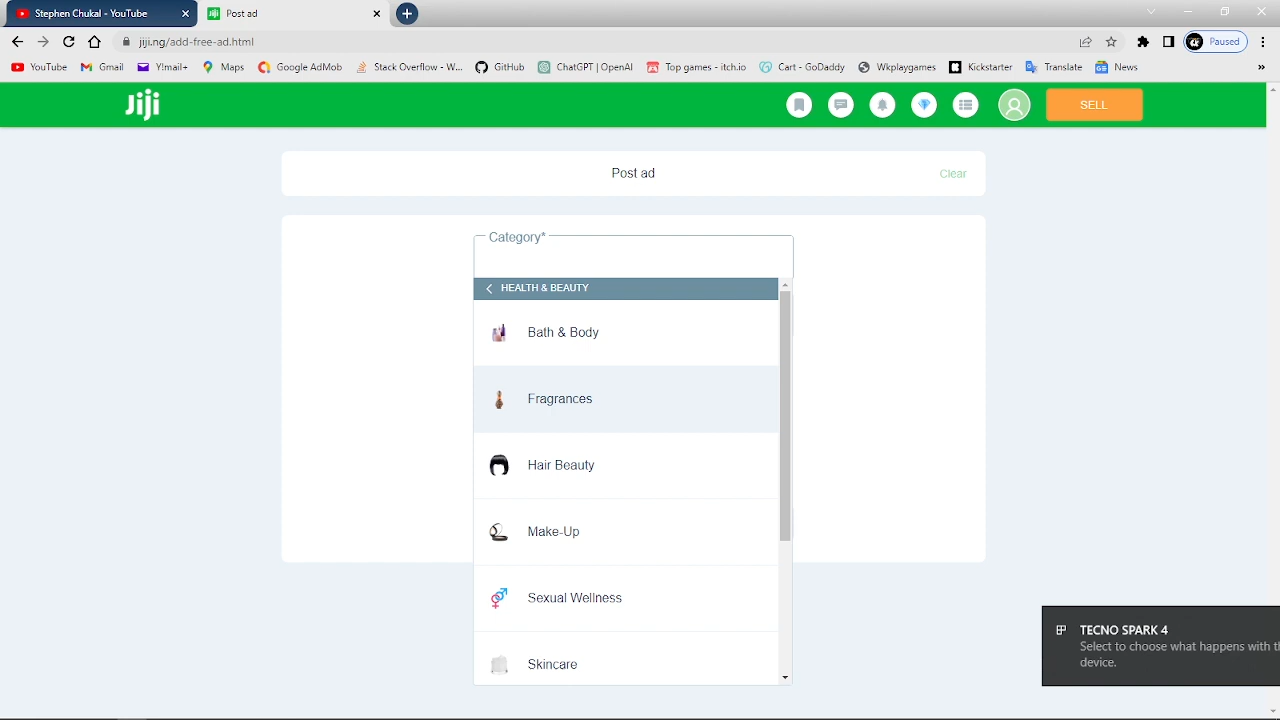 Stephen Chukal - YouTube
Post ad
jiji.ng/add-free-ad.html
Paused
YouTube
Gmail
Y!mail+
Maps
Google AdMob
Stack Overflow - W...
GitHub
ChatGPT | OpenAI
Top games - itch.io
Cart - GoDaddy
Wkplaygames
Kickstarter
Translate
News
Jiji
SELL
Post ad
Clear
Category*
HEALTH & BEAUTY
Bath & Body
Fragrances
Hair Beauty
Make-Up
Sexual Wellness
Skincare
TECNO SPARK 4
Select to choose what happens with
device.